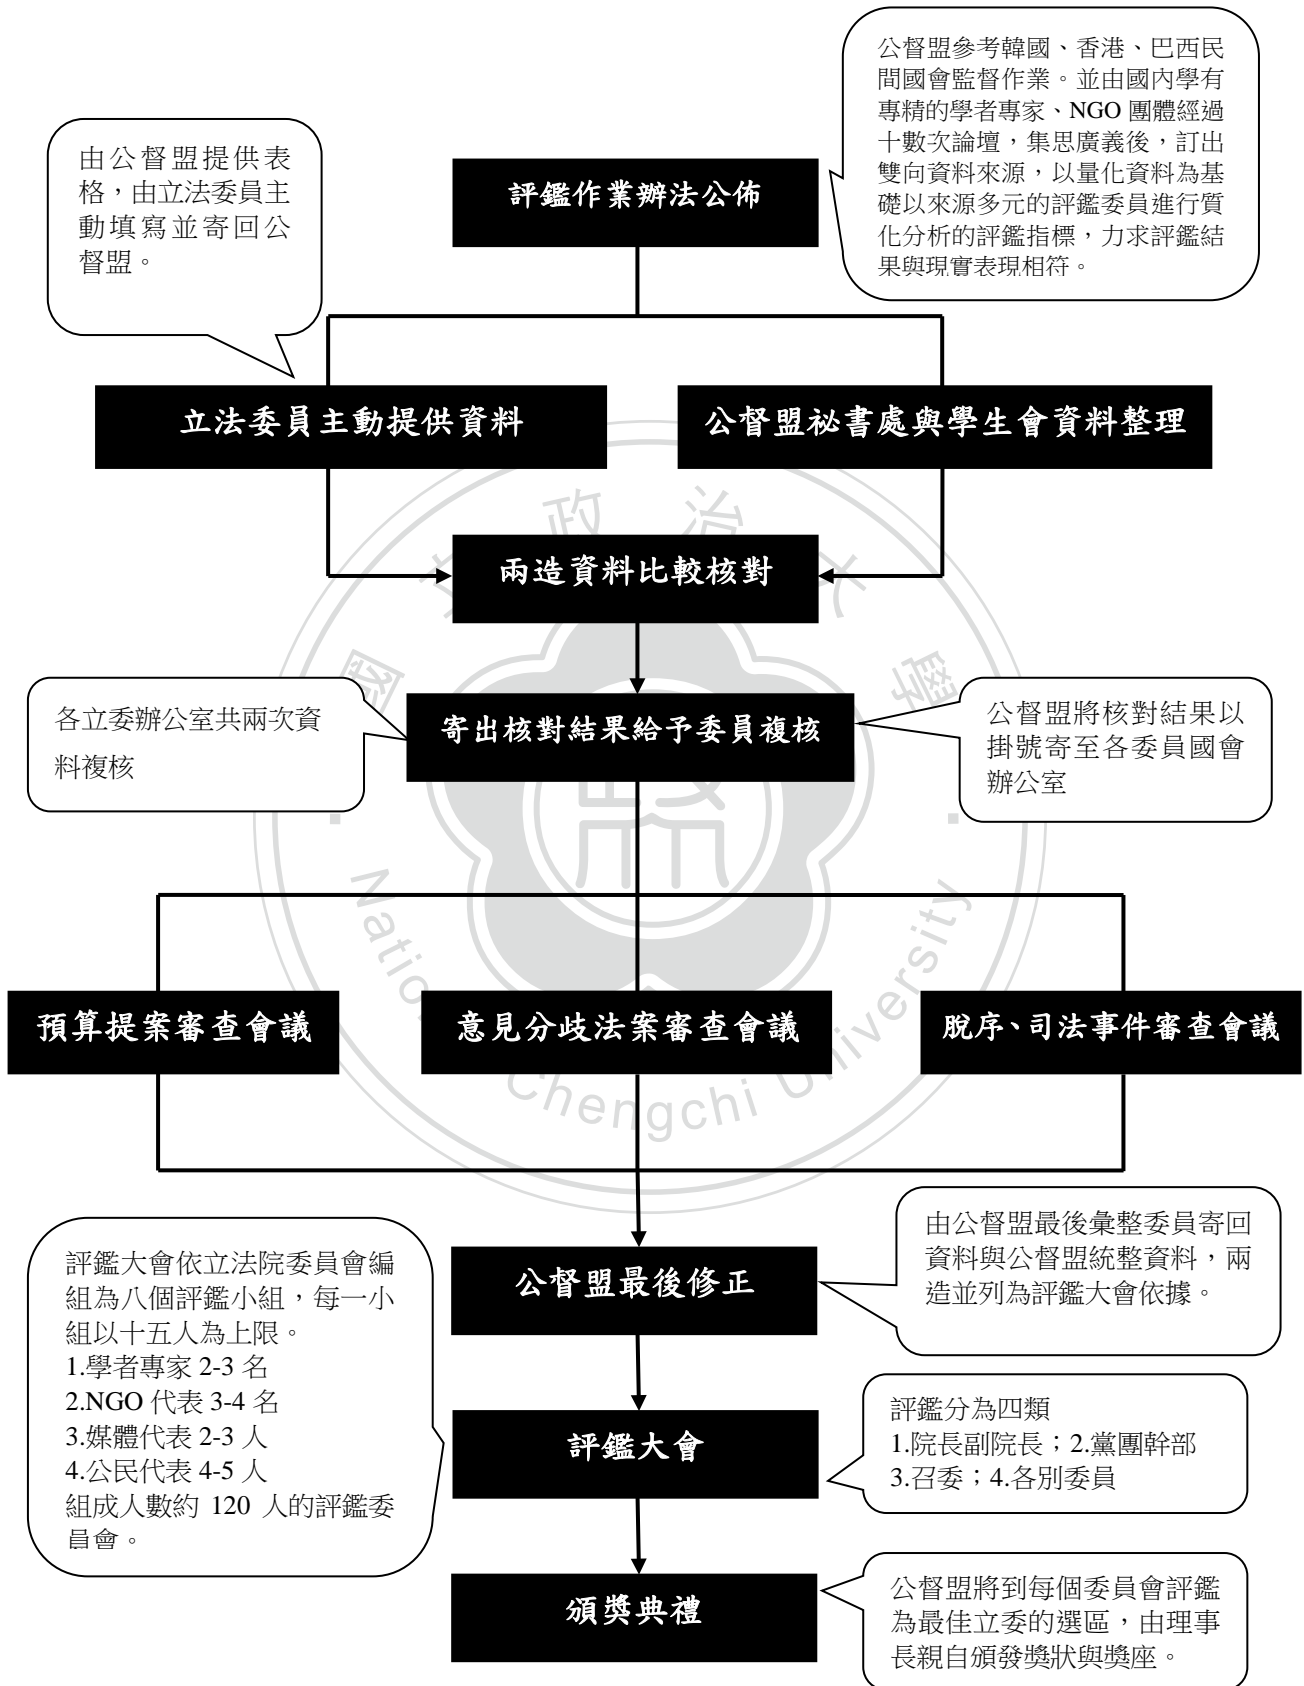 公督盟參考韓國、香港、巴西民
間國會監督作業。並由國內學有
專精的學者專家、NGO 團體經過
十數次論壇，集思廣義後，訂出
雙向資料來源，以量化資料為基
礎以來源多元的評鑑委員進行質
化分析的評鑑指標，力求評鑑結
果與現實表現相符。
由公督盟提供表
格，由立法委員主
動填寫並寄回公
督盟。
評鑑作業辦法公佈
立法委員主動提供資料
公督盟祕書處與學生會資料整理
兩造資料比較核對
各立委辦公室共兩次資
料複核
寄出核對結果給予委員複核
公督盟將核對結果以
掛號寄至各委員國會
辦公室
預算提案審查會議
意見分歧法案審查會議
脫序、司法事件審查會議
由公督盟最後彙整委員寄回
資料與公督盟統整資料，兩
造並列為評鑑大會依據。
公督盟最後修正
評鑑大會依立法院委員會編
組為八個評鑑小組，每一小
組以十五人為上限。
1.學者專家 2-3 名
2.NGO 代表 3-4 名
3.媒體代表 2-3 人
4.公民代表 4-5 人
組成人數約 120 人的評鑑委
員會。
評鑑大會
評鑑分為四類
1.院長副院長；2.黨團幹部
3.召委；4.各別委員
頒獎典禮
公督盟將到每個委員會評鑑
為最佳立委的選區，由理事
長親自頒發獎狀與獎座。
國立政治大學
National Chengchi University